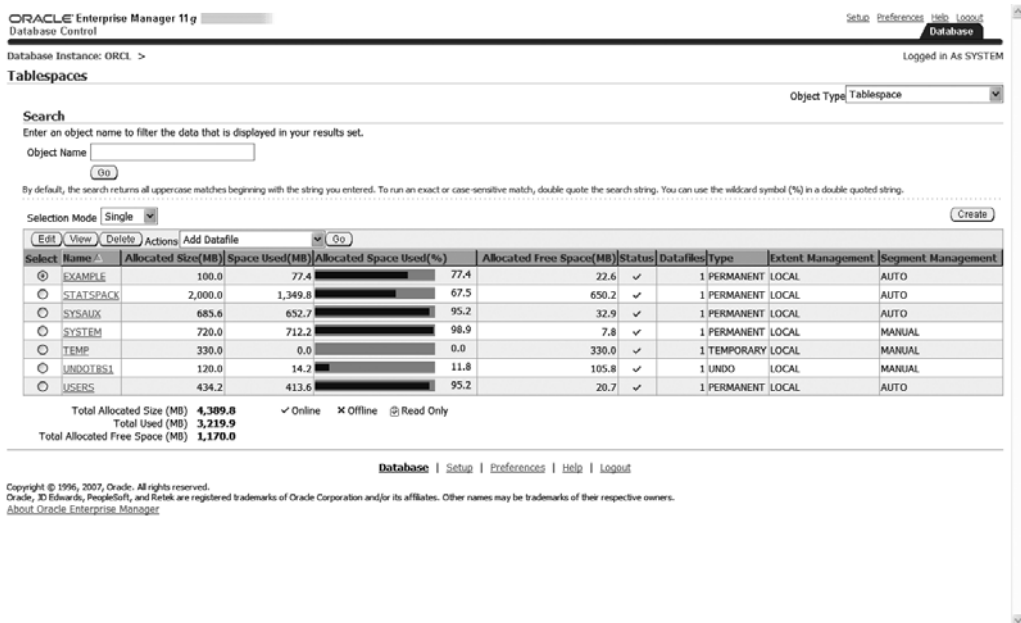 ORACLE Enterprise Manager 11g
Setup Preferences Help Logout
Database Control
Database
Database Instance: ORCL >
Logged in As SYSTEM
Tablespaces
Object Type Tablespace
Search
Enter an object name to filter the data that is displayed in your results set.
Object Name
Go
By default, the search returns all uppercase matches beginning with the string you entered. To run an exact or case-sensitive match, double quote the search string. You can use the wildcard symbol (%) in a double quoted string.
Selection Mode Single
Create
Edit View Delete Actions Add Datafile Go
Select Name Allocated Size(MB) Space Used(MB) Allocated Space Used(%) Allocated Free Space(MB) Status Datafiles Type Extent Management Segment Management
EXAMPLE 100.0 77.4 77.4 22.6 ✓ 1 PERMANENT LOCAL AUTO
STATSPACK 2,000.0 1,349.8 67.5 650.2 ✓ 1 PERMANENT LOCAL AUTO
SYSAUX 685.6 652.7 95.2 32.9 ✓ 1 PERMANENT LOCAL AUTO
SYSTEM 720.0 712.2 98.9 7.8 ✓ 1 PERMANENT LOCAL MANUAL
TEMP 330.0 0.0 0.0 330.0 ✓ 1 TEMPORARY LOCAL MANUAL
UNDOTBS1 120.0 14.2 11.8 105.8 ✓ 1 UNDO LOCAL MANUAL
USERS 434.2 413.6 95.2 20.7 ✓ 1 PERMANENT LOCAL AUTO
Total Allocated Size (MB) 4,389.8 ✓ Online ✕ Offline Read Only
Total Used (MB) 3,219.9
Total Allocated Free Space (MB) 1,170.0
Database | Setup | Preferences | Help | Logout
Copyright © 1996, 2007, Oracle. All rights reserved.
Oracle, JD Edwards, PeopleSoft, and Retek are registered trademarks of Oracle Corporation and/or its affiliates. Other names may be trademarks of their respective owners.
About Oracle Enterprise Manager